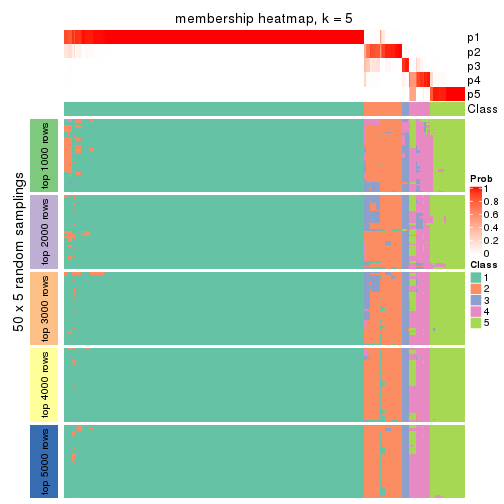 membership heatmap, k = 5
p1
p2
p3
p4
p5
Class
50 x 5 random samplings
top 1000 rows
top 2000 rows
top 3000 rows
top 4000 rows
top 5000 rows
Prob
1
0.8
0.6
0.4
0.2
0
Class
1
2
3
4
5